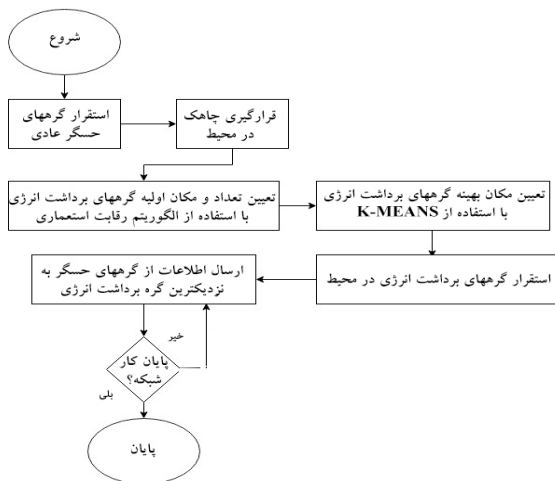 شروع
استقرار گرههای
حسگر عادی
قرارگیری چاهک
در محیط
تعیین تعداد و مکان اولیه گرههای برداشت انرژی
با استفاده از الگوریتم رقابت استعماری
تعیین مکان بهینه گرههای برداشت انرژی
با استفاده از K-MEANS
استقرار گرههای برداشت انرژی در محیط
ارسال اطلاعات از گرههای حسگر به
نزدیکترین گره برداشت انرژی
خیر
پایان کار
شبکه؟
بلی
پایان